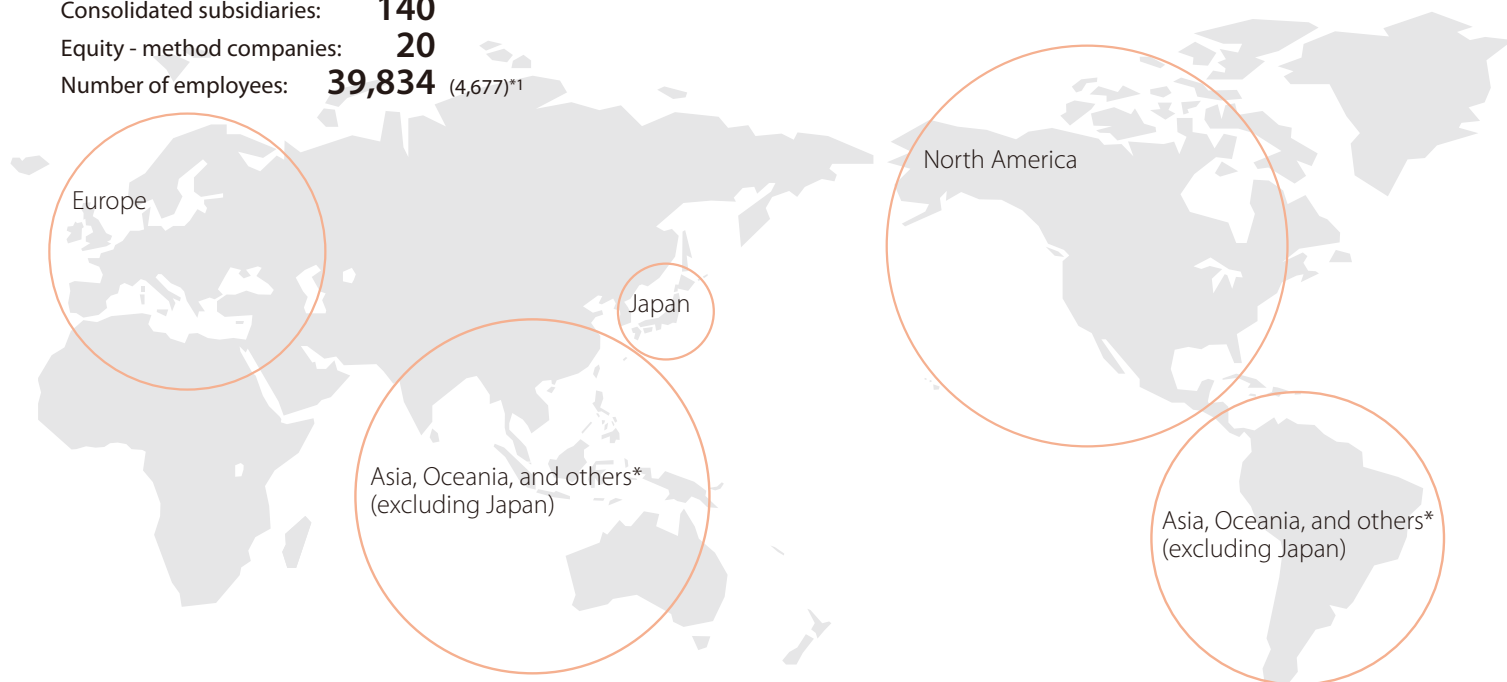 Consolidated subsidiaries: 140
Equity - method companies: 20
Number of employees: 39,834 (4,677)*1
North America
Europe
Japan
Asia, Oceania, and others*
(excluding Japan)
Asia, Oceania, and others*
(excluding Japan)